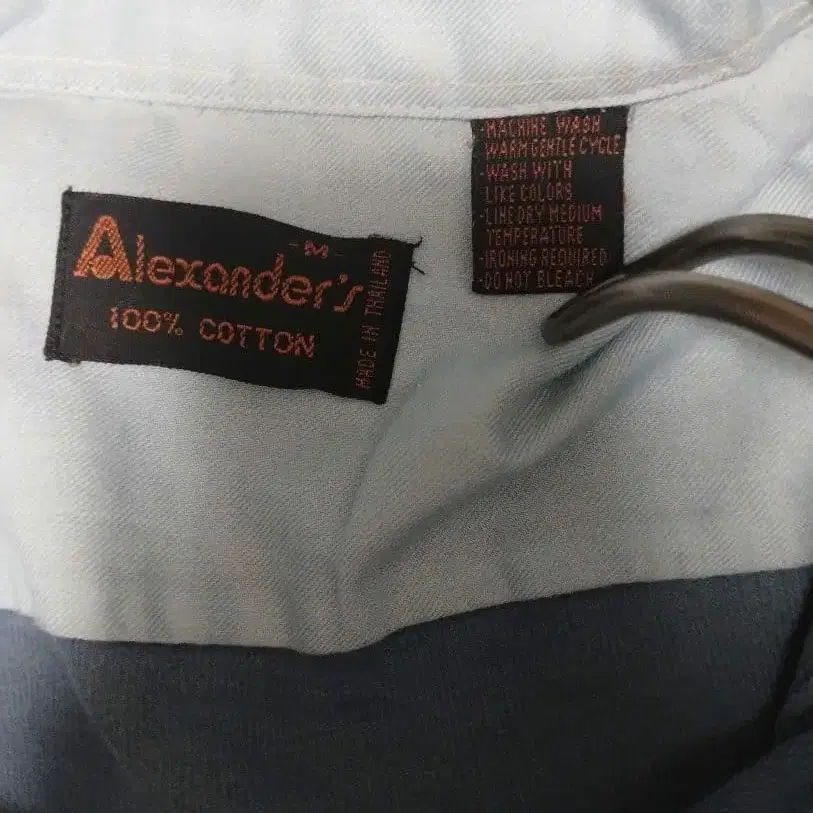 -M-
Alexander's
100% COTTON
MADE IN THAILAND
-MACHINE WASH
WARM GENTLE CYCLE
-WASH WITH
LIKE COLORS
-LINE DRY MEDIUM
TEMPERATURE
-IRONING REQUIRED
-DO NOT BLEACH